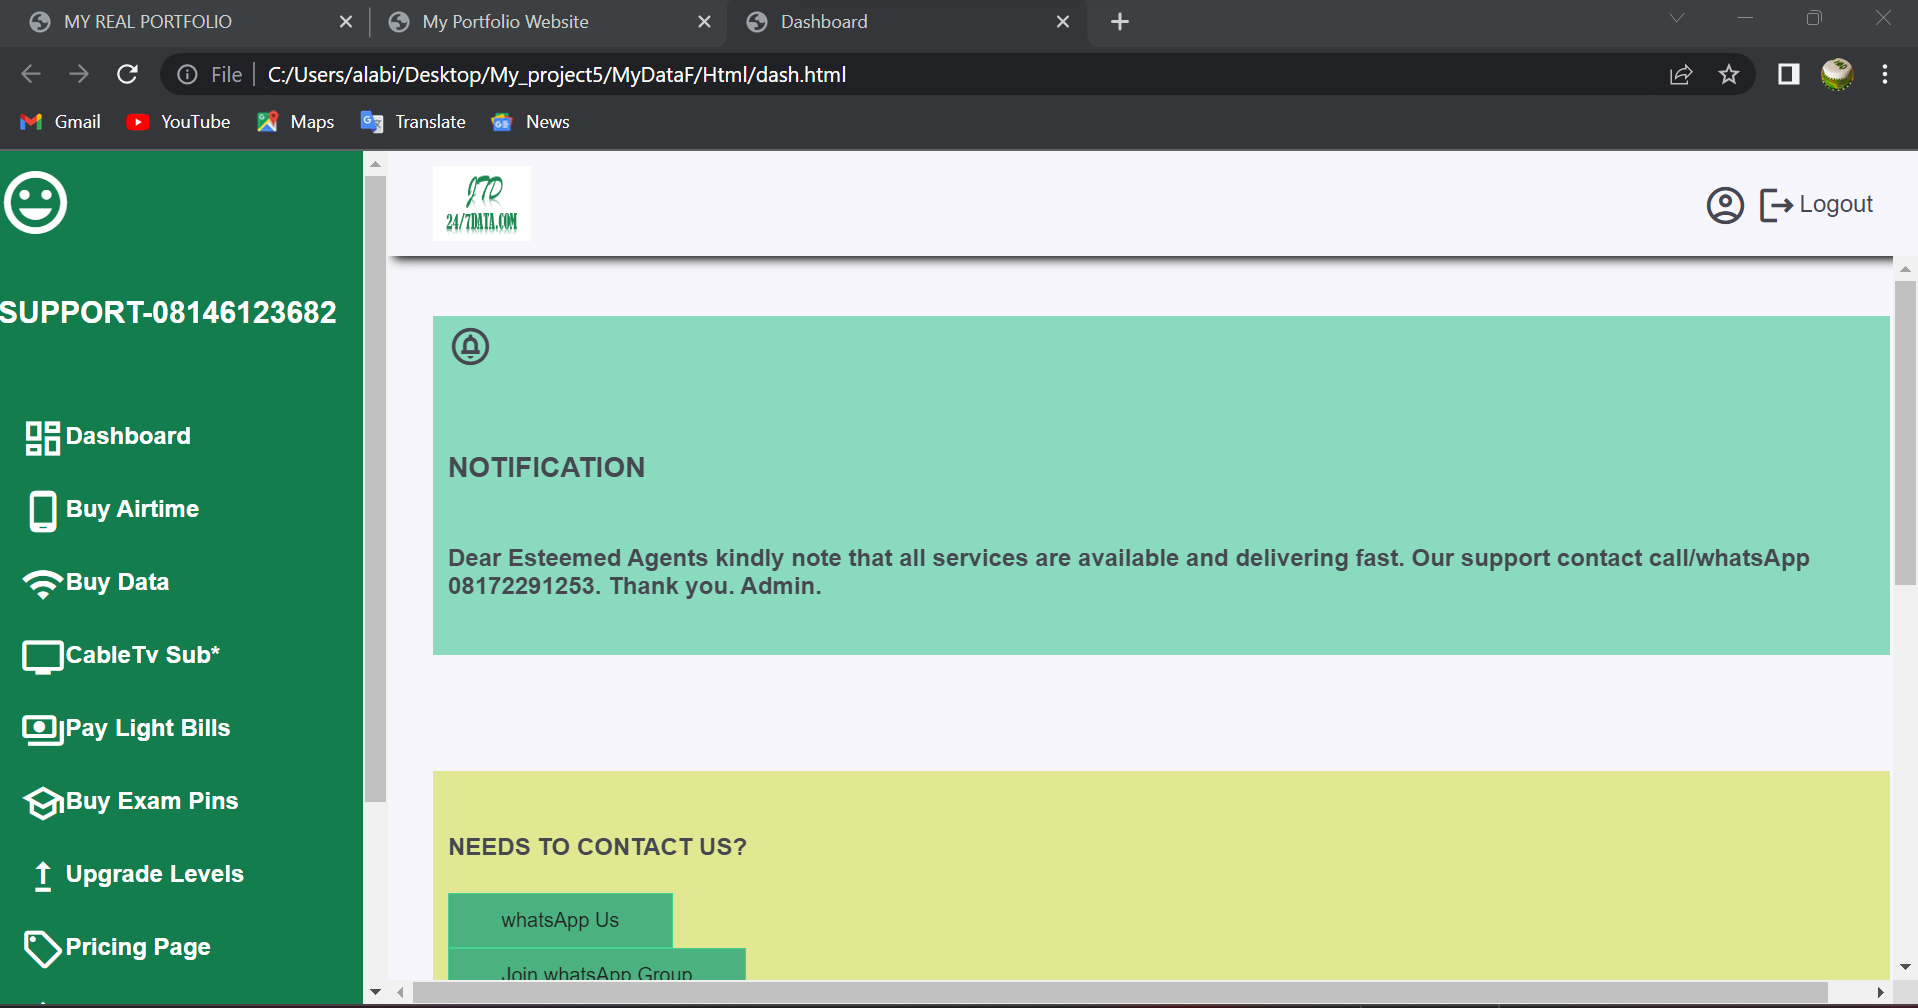 MY REAL PORTFOLIO
My Portfolio Website
Dashboard
File
C:/Users/alabi/Desktop/My_project5/MyDataF/Html/dash.html
Gmail
YouTube
Maps
Translate
News
SUPPORT-08146123682
Dashboard
Buy Airtime
Buy Data
CableTv Sub*
Pay Light Bills
Buy Exam Pins
Upgrade Levels
Pricing Page
JTR
24/7DATA.COM
Logout
NOTIFICATION
Dear Esteemed Agents kindly note that all services are available and delivering fast. Our support contact call/whatsApp
08172291253. Thank you. Admin.
NEEDS TO CONTACT US?
whatsApp Us
Join whatsApp Group